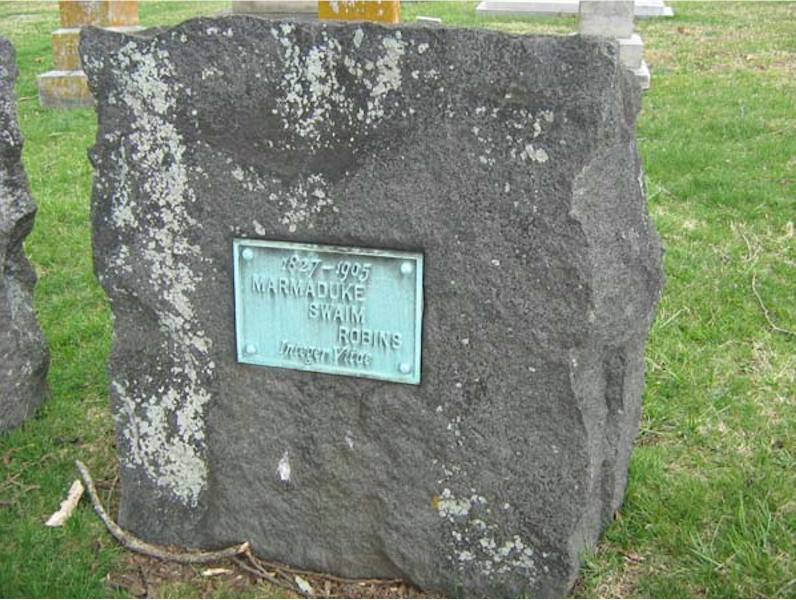 1827-1905
MARMADUKE
SWAIM
ROBINS
Integer Vitae